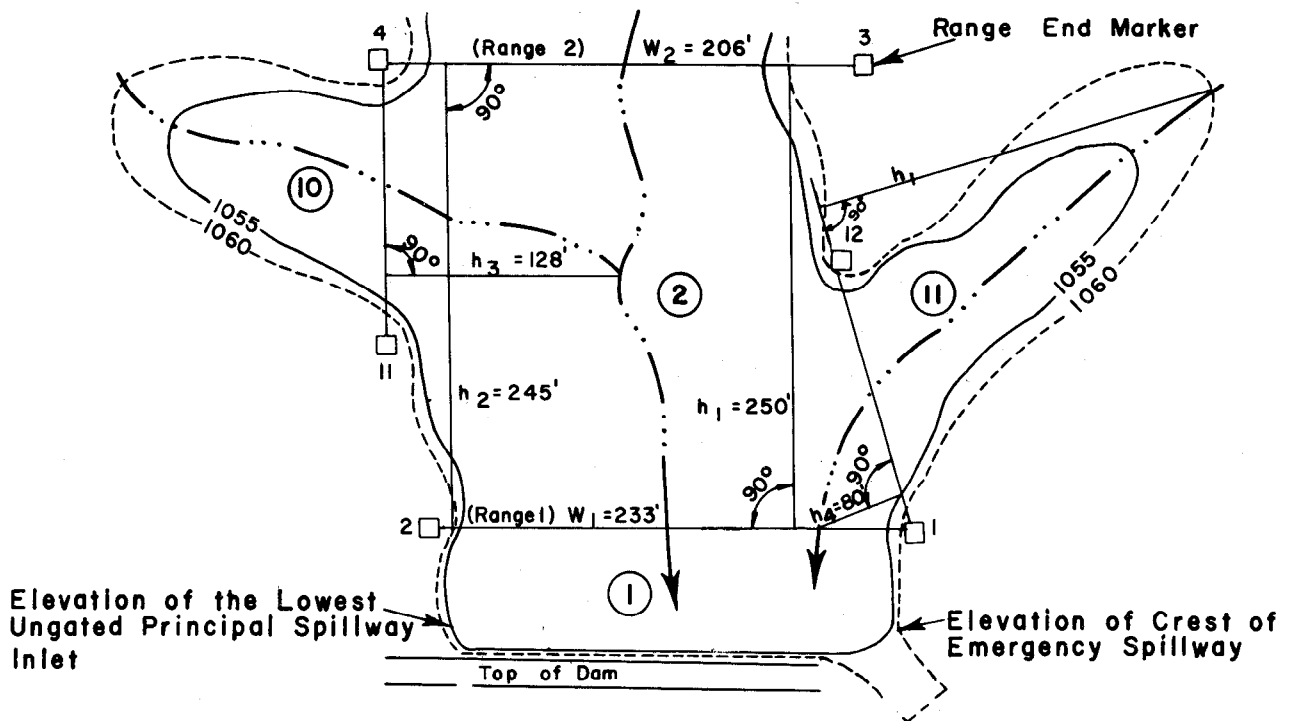 4
(Range 2) W2 = 206'
3
Range End Marker
90°
h1
90°
10
12
1055
1060
90°
h3 = 128'
2
11
1055
1060
11
h2 = 245'
h1 = 250'
90°
90°
h4=80'
2
(Range 1) W1 = 233'
1
1
Elevation of the Lowest
Ungated Principal Spillway
Inlet
Elevation of Crest of
Emergency Spillway
Top of Dam